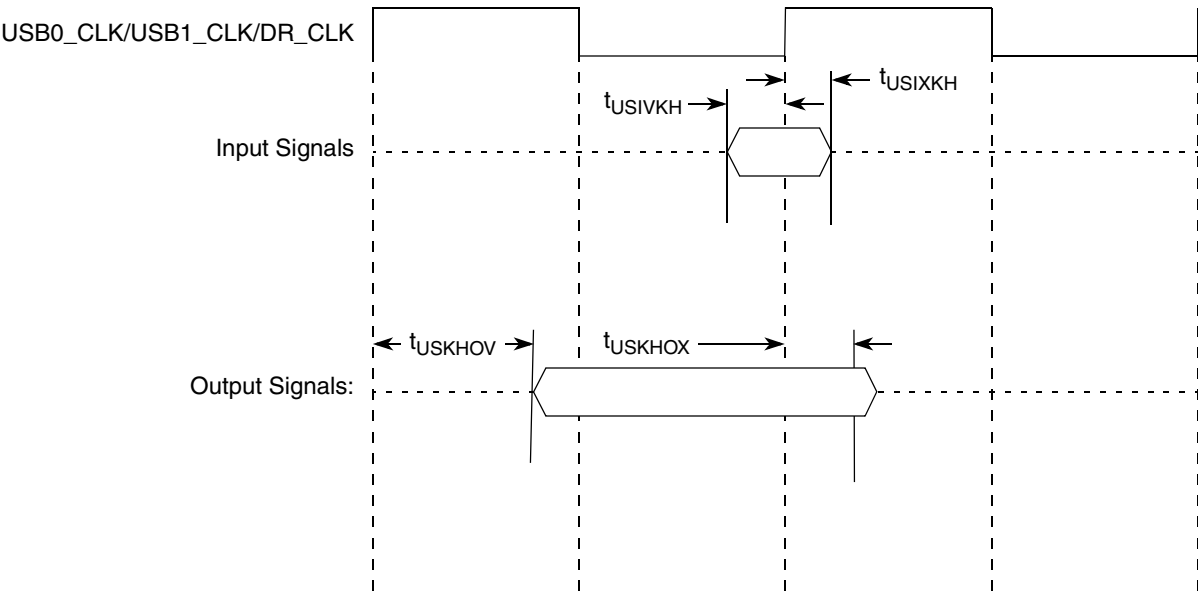 USB0_CLK/USB1_CLK/DR_CLK
tUSIXKH
tUSIVKH
Input Signals
tUSKHOV
tUSKHOX
Output Signals: